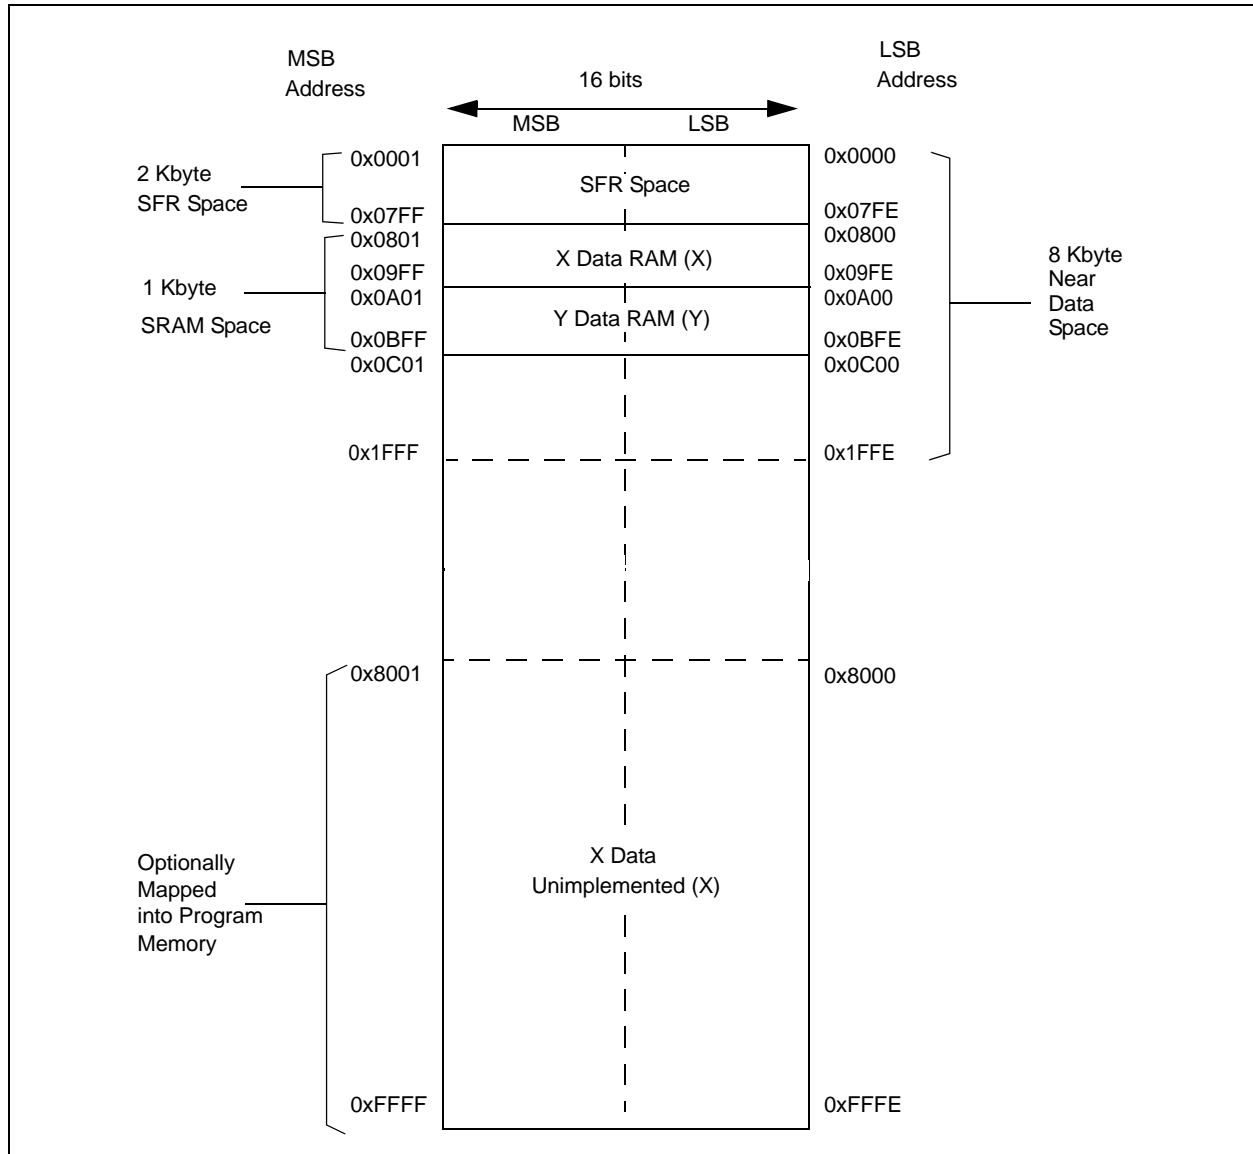 MSB
Address
LSB
Address
16 bits
MSB
LSB
2 Kbyte
SFR Space
0x0001
SFR Space
0x0000
0x07FF
0x07FE
0x0801
0x0800
1 Kbyte
SRAM Space
X Data RAM (X)
0x09FF
0x09FE
0x0A01
0x0A00
Y Data RAM (Y)
0x0BFF
0x0BFE
0x0C01
0x0C00
8 Kbyte
Near
Data
Space
0x1FFF
0x1FFE
0x8001
0x8000
Optionally
Mapped
into Program
Memory
X Data
Unimplemented (X)
0xFFFF
0xFFFE